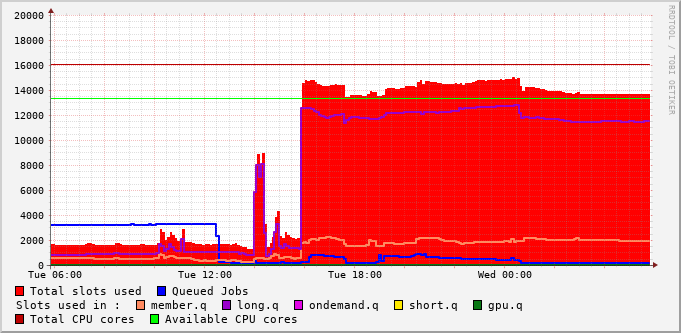 20000
18000
16000
14000
12000
10000
8000
6000
4000
2000
0
Tue 06:00 Tue 12:00 Tue 18:00 Wed 00:00
Total slots used Queued Jobs
Slots used in : member.q long.q ondemand.q short.q gpu.q
Total CPU cores Available CPU cores
RRDTOOL / TOBI OETIKER